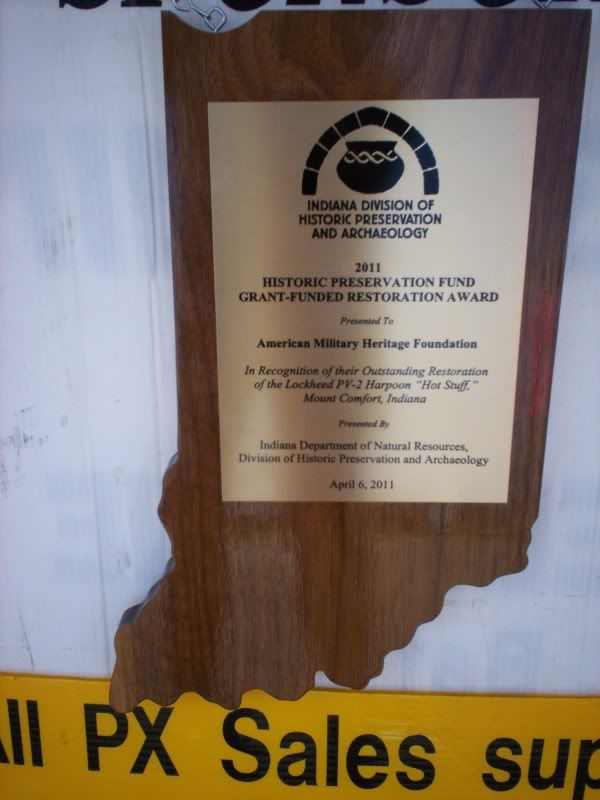 INDIANA DIVISION OF
HISTORIC PRESERVATION
AND ARCHAEOLOGY
2011
HISTORIC PRESERVATION FUND
GRANT-FUNDED RESTORATION AWARD
Presented To
American Military Heritage Foundation
In Recognition of their Outstanding Restoration
of the Lockheed PV-2 Harpoon "Hot Stuff,"
Mount Comfort, Indiana
Presented By
Indiana Department of Natural Resources,
Division of Historic Preservation and Archaeology
April 6, 2011
All PX Sales sup